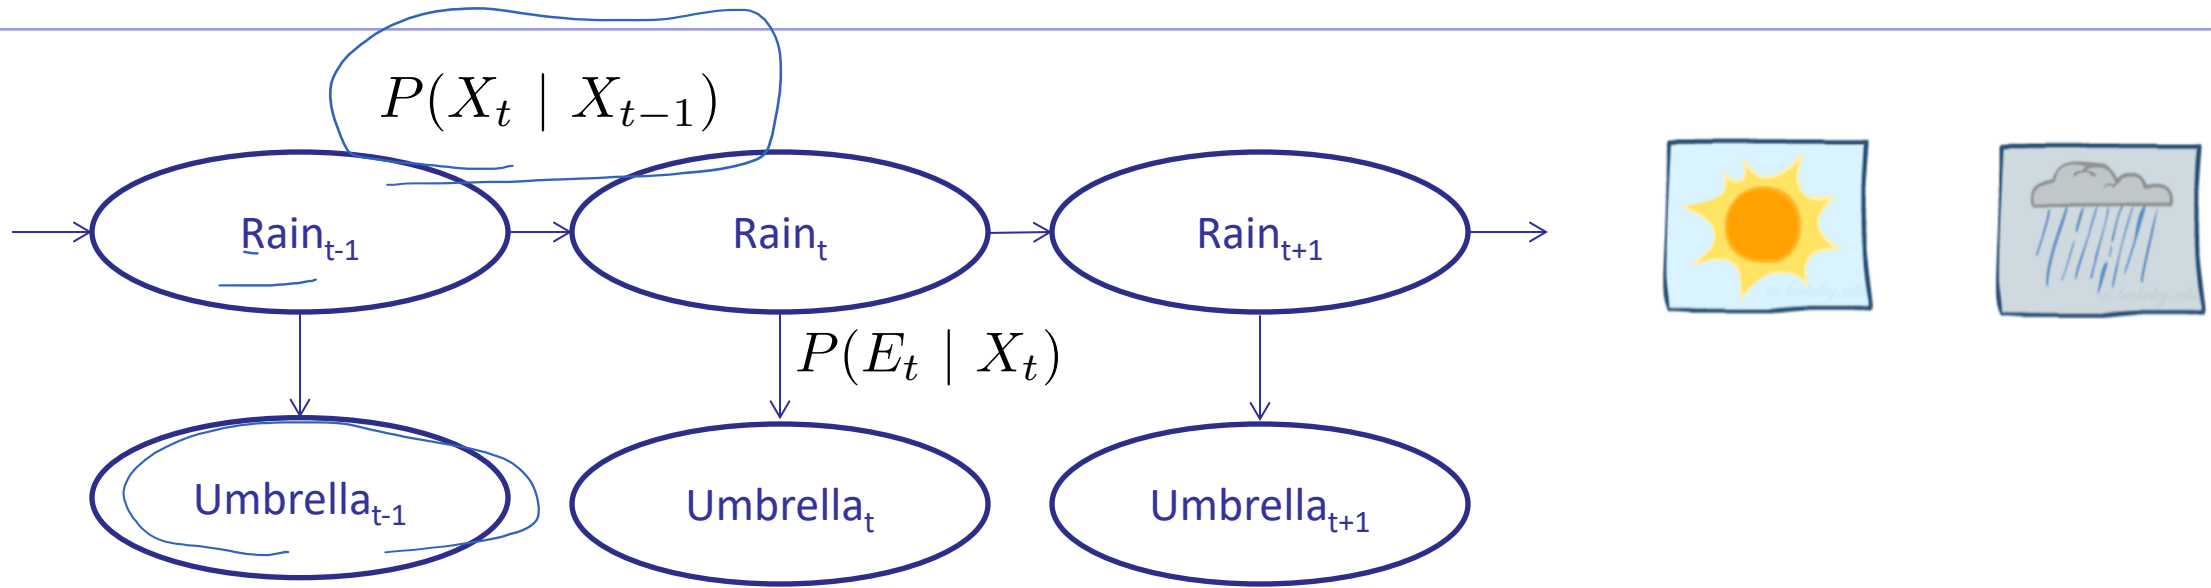 P(X_t | X_{t−1})
Rain_{t-1} Rain_t Rain_{t+1}
P(E_t | X_t)
Umbrella_{t-1} Umbrella_t Umbrella_{t+1}